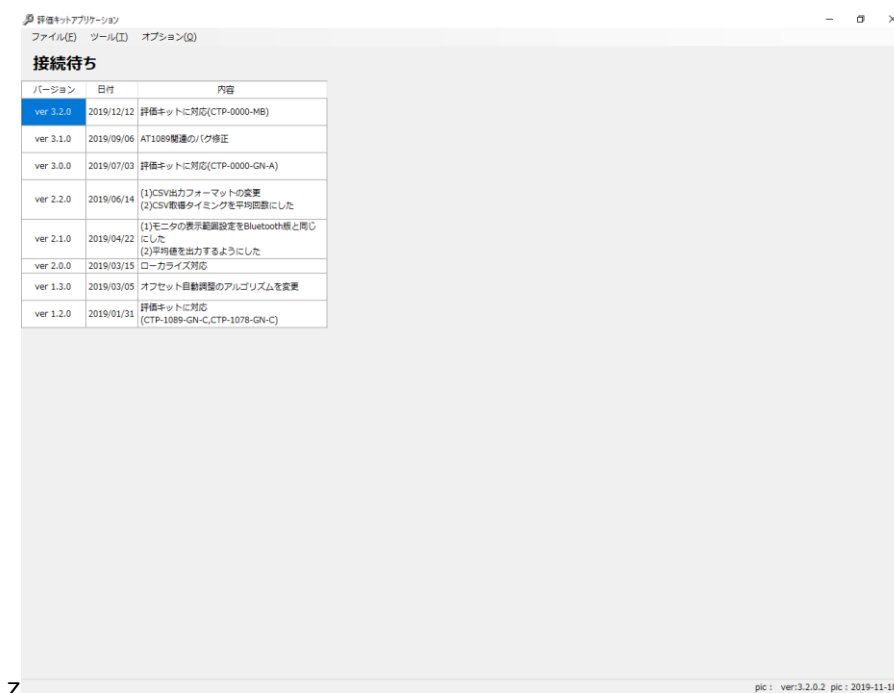 評価キットアプリケーション
ファイル(F) ツール(T) オプション(O)
接続待ち
バージョン 日付 内容
ver 3.2.0 2019/12/12 評価キットに対応(CTP-0000-MB)
ver 3.1.0 2019/09/06 AT1089関連のバグ修正
ver 3.0.0 2019/07/03 評価キットに対応(CTP-0000-GN-A)
ver 2.2.0 2019/06/14 (1)CSV出力フォーマットの変更
(2)CSV取得タイミングを平均回数にした
(1)モニタの表示範囲設定をBluetooth版と同じ
ver 2.1.0 2019/04/22 にした
(2)平均値を出力するようにした
ver 2.0.0 2019/03/15 ローカライズ対応
ver 1.3.0 2019/03/05 オフセット自動調整のアルゴリズムを変更
ver 1.2.0 2019/01/31 評価キットに対応
(CTP-1089-GN-C,CTP-1078-GN-C)
7
pic : ver:3.2.0.2 pic : 2019-11-18